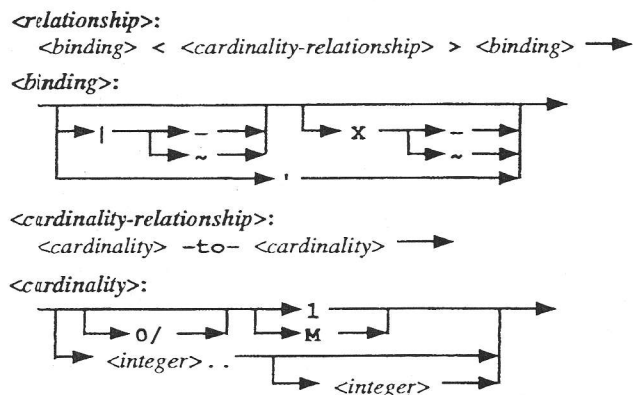 <relationship>:
<binding> < <cardinality-relationship> > <binding>
<binding>:
| - X -
~ ~
'
<cardinality-relationship>:
<cardinality> -to- <cardinality>
<cardinality>:
1
0/ M
<integer>..
<integer>